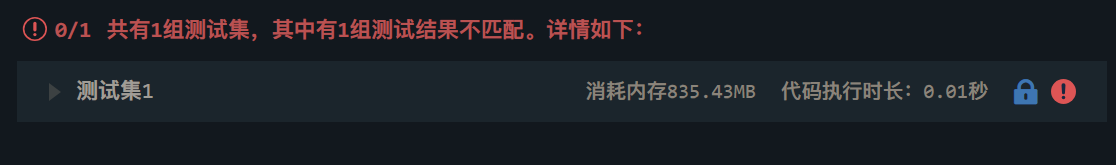 0/1 共有1组测试集，其中有1组测试结果不匹配。详情如下：
测试集1 消耗内存835.43MB 代码执行时长：0.01秒